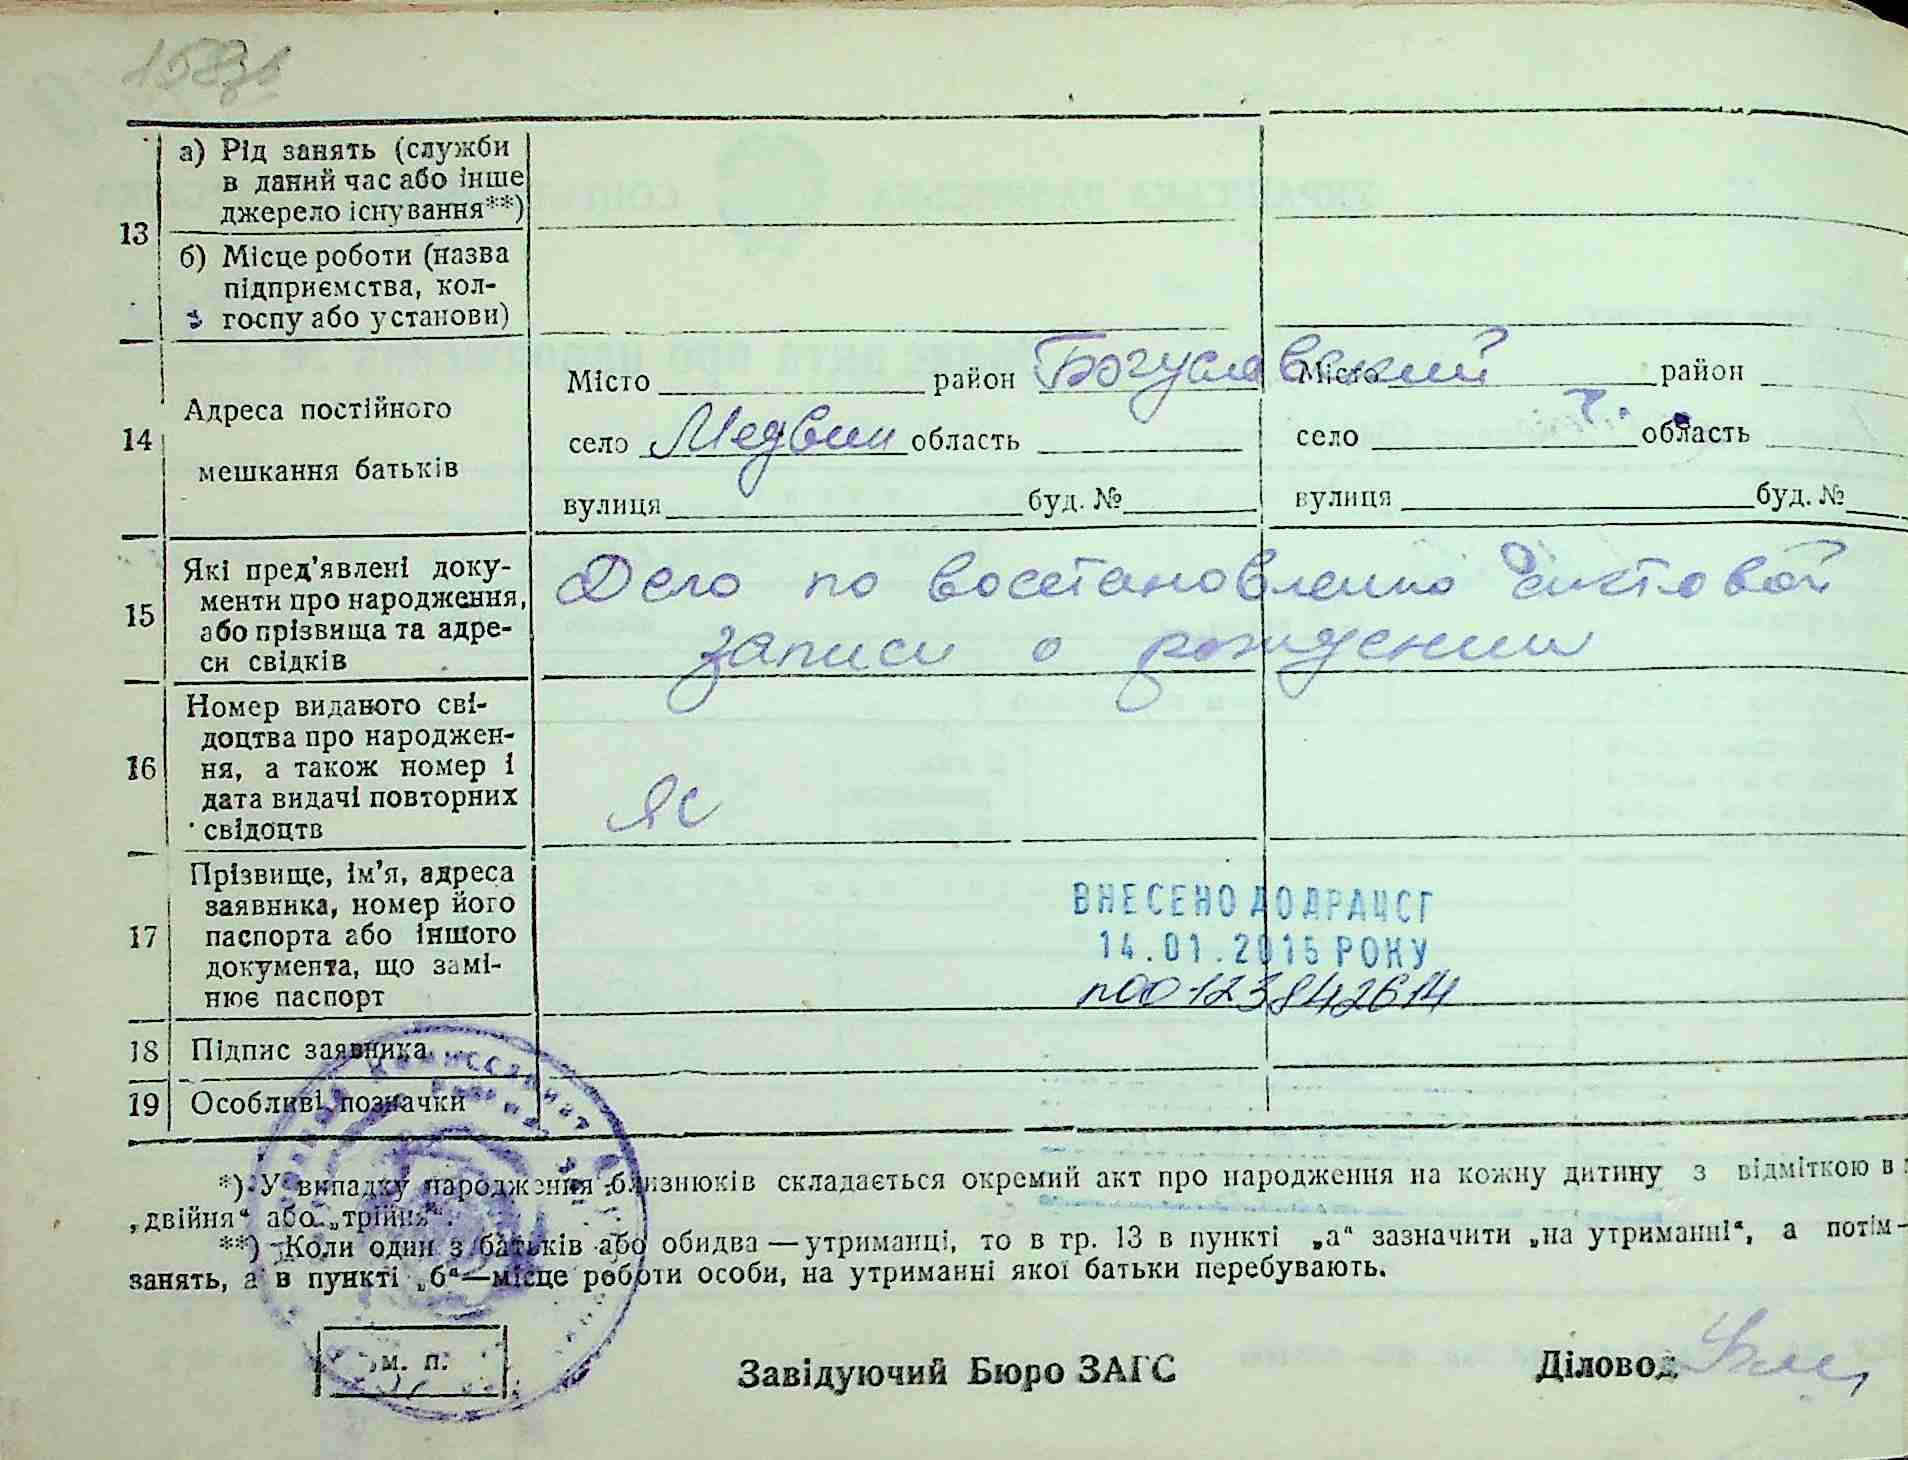 158зв
13
а) Рід занять (служби
в даний час або інше
джерело існування**)
б) Місце роботи (назва
підприємства, кол-
госпу або установи)
14
Адреса постійного
мешкання батьків
Місто район Богуславский
село Медвин область
вулиця буд. №
Місто район
село область
вулиця буд. №
15
Які пред’явлені доку-
менти про народження,
або прізвища та адре-
си свідків
Дело по восстановлению актовой
записи о рождении
16
Номер виданого сві-
доцтва про народжен-
ня, а також номер і
дата видачі повторних
свідоцтв
ЯС
17
Прізвище, ім’я, адреса
заявника, номер його
паспорта або іншого
документа, що замі-
нює паспорт
ВНЕСЕНО ДО ДРАЦСГ
14.01.2015 РОКУ
п00123842614
18 Підпис заявника
19 Особливі позначки
*) У випадку народження близнюків складається окремий акт про народження на кожну дитину з відміткою в
„двійня“ або „трійня“.
**) Коли один з батьків або обидва — утриманці, то в гр. 13 в пункті „а“ зазначити „на утриманні“, а потім —
занять, а в пункті „б“ — місце роботи особи, на утриманні якої батьки перебувають.
м. п.
Завідуючий Бюро ЗАГС
Діловод